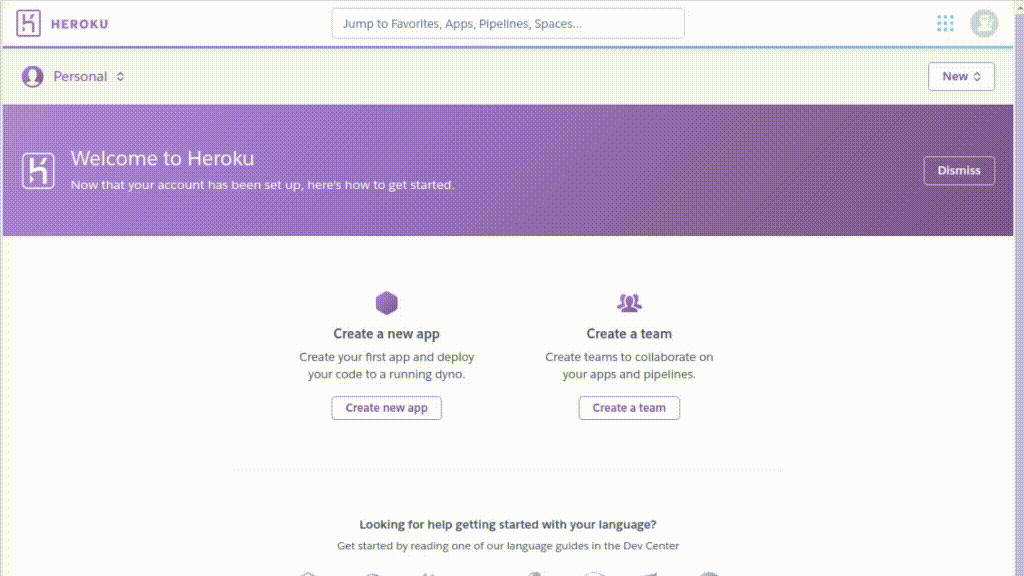 HEROKU
Jump to Favorites, Apps, Pipelines, Spaces...
Personal
New
Welcome to Heroku
Now that your account has been set up, here's how to get started.
Dismiss
Create a new app
Create your first app and deploy
your code to a running dyno.
Create new app
Create a team
Create teams to collaborate on
your apps and pipelines.
Create a team
Looking for help getting started with your language?
Get started by reading one of our language guides in the Dev Center